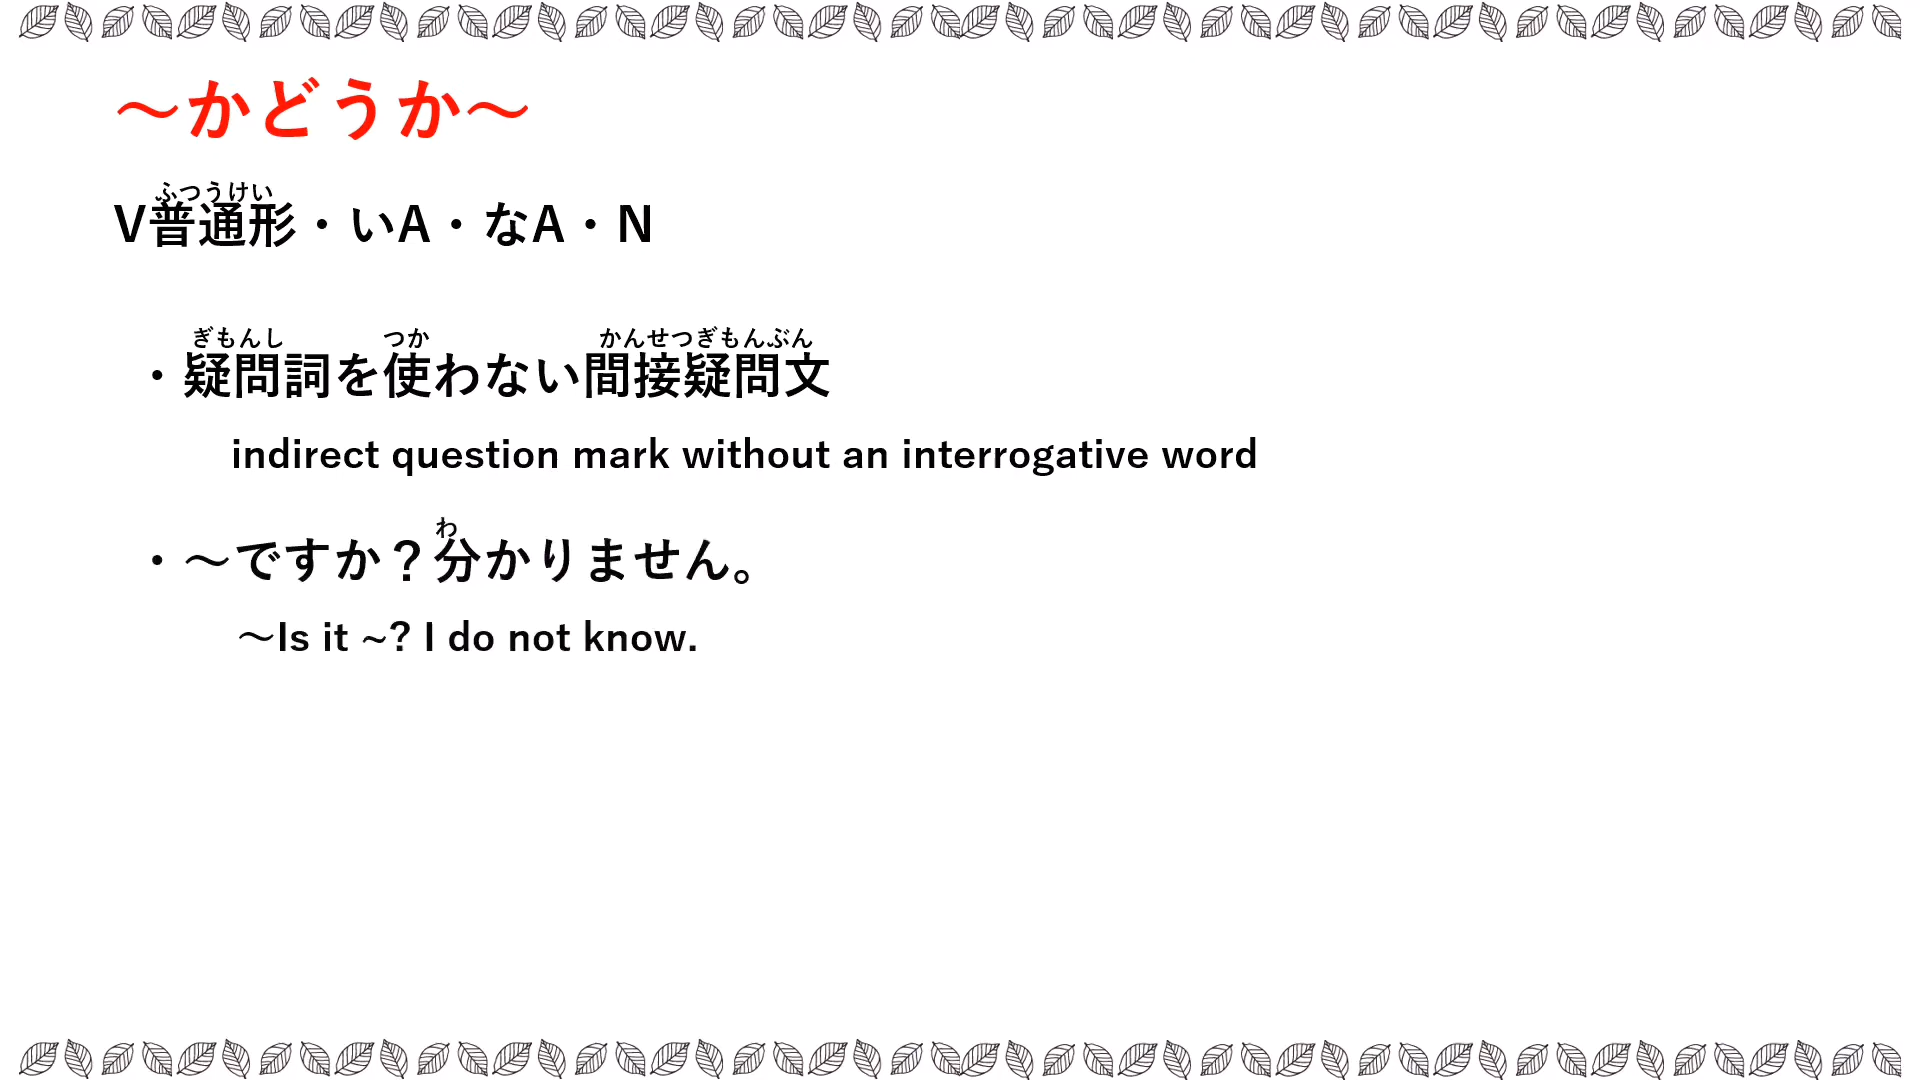 ～かどうか～
ふつうけい
V普通形・いA・なA・N
ぎもんし つか かんせつぎもんぶん
・疑問詞を使わない間接疑問文
indirect question mark without an interrogative word
わ
・～ですか？分かりません。
～Is it ~? I do not know.